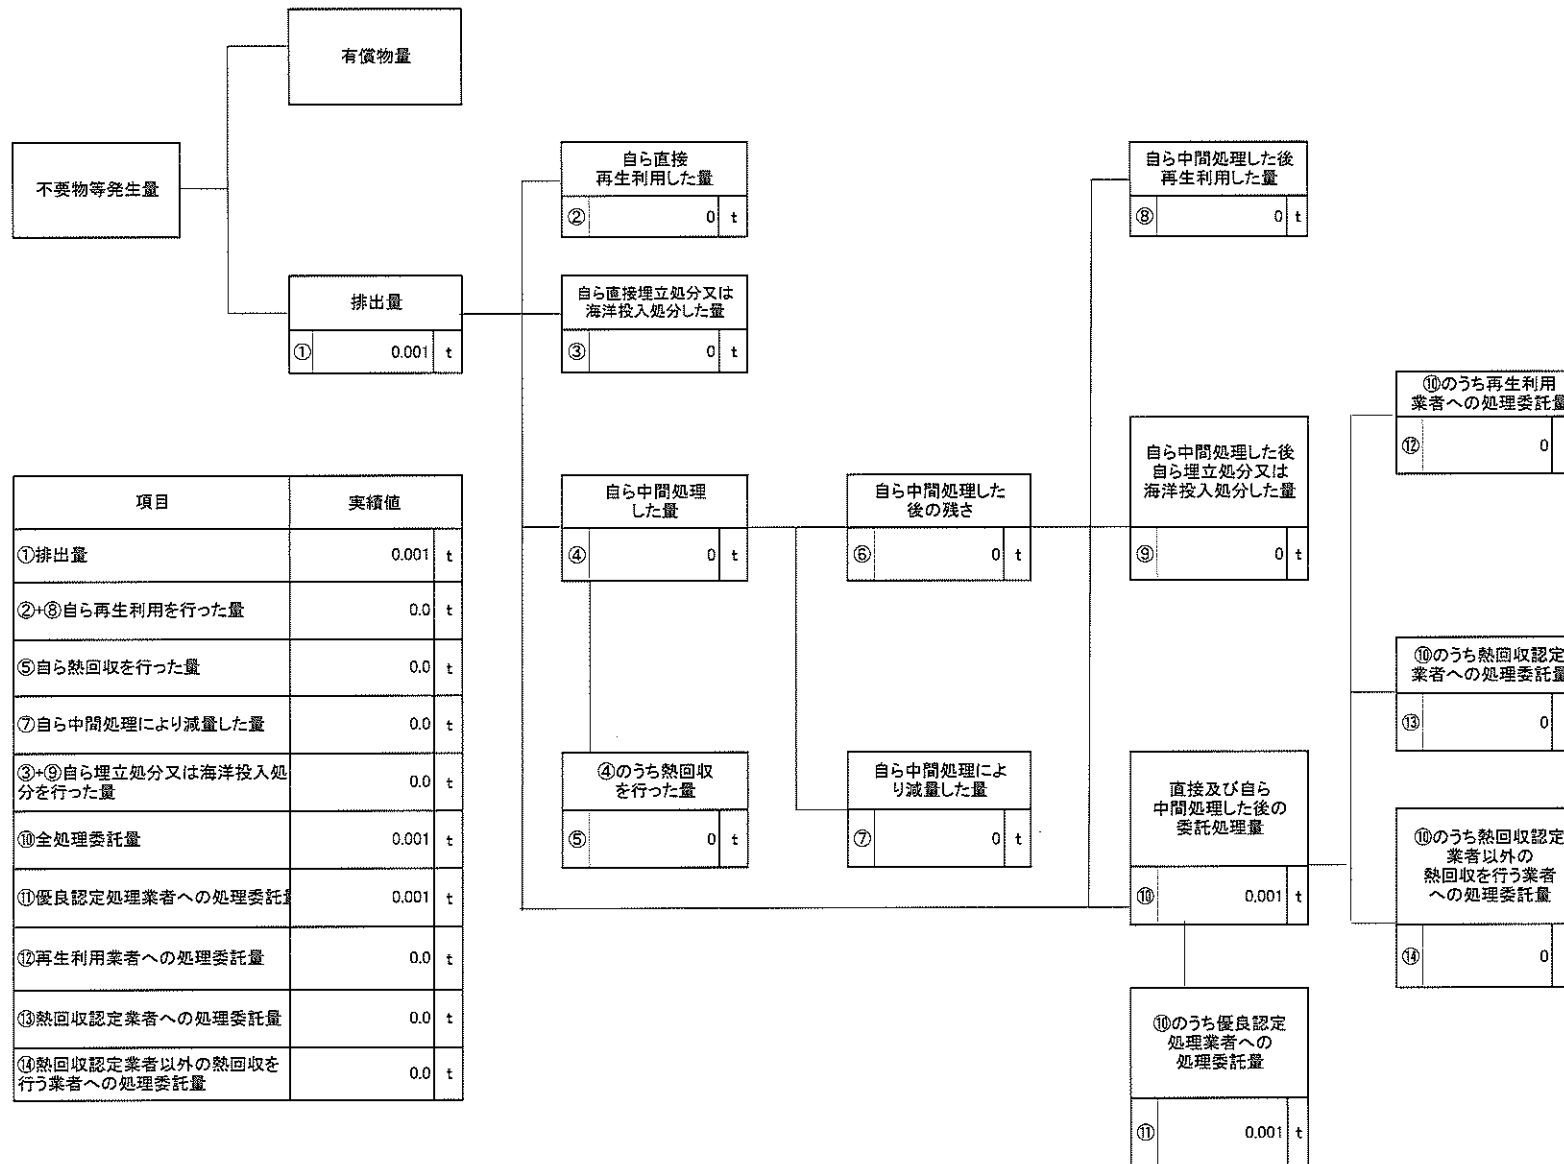 有償物量
不要物等発生量
自ら直接
再生利用した量
② 0 t
自ら中間処理した後
再生利用した量
⑧ 0 t
排出量
① 0.001 t
自ら直接埋立処分又は
海洋投入処分した量
③ 0 t
⑩のうち再生利用
業者への処理委託量
⑫ 0
自ら中間処理した後
自ら埋立処分又は
海洋投入処分した量
⑨ 0 t
自ら中間処理
した量
④ 0 t
自ら中間処理した
後の残さ
⑥ 0 t
項目 実績値
①排出量 0.001 t
②+⑧自ら再生利用を行った量 0.0 t
⑤自ら熱回収を行った量 0.0 t
⑦自ら中間処理により減量した量 0.0 t
③+⑨自ら埋立処分又は海洋投入処
分を行った量 0.0 t
⑩全処理委託量 0.001 t
⑪優良認定処理業者への処理委託量 0.001 t
⑫再生利用業者への処理委託量 0.0 t
⑬熱回収認定業者への処理委託量 0.0 t
⑭熱回収認定業者以外の熱回収を
行う業者への処理委託量 0.0 t
⑩のうち熱回収認定
業者への処理委託量
⑬ 0
④のうち熱回収
を行った量
⑤ 0 t
自ら中間処理によ
り減量した量
⑦ 0 t
直接及び自ら
中間処理した後の
委託処理量
⑩ 0.001 t
⑩のうち熱回収認定
業者以外の
熱回収を行う業者
への処理委託量
⑭ 0
⑩のうち優良認定
処理業者への
処理委託量
⑪ 0.001 t